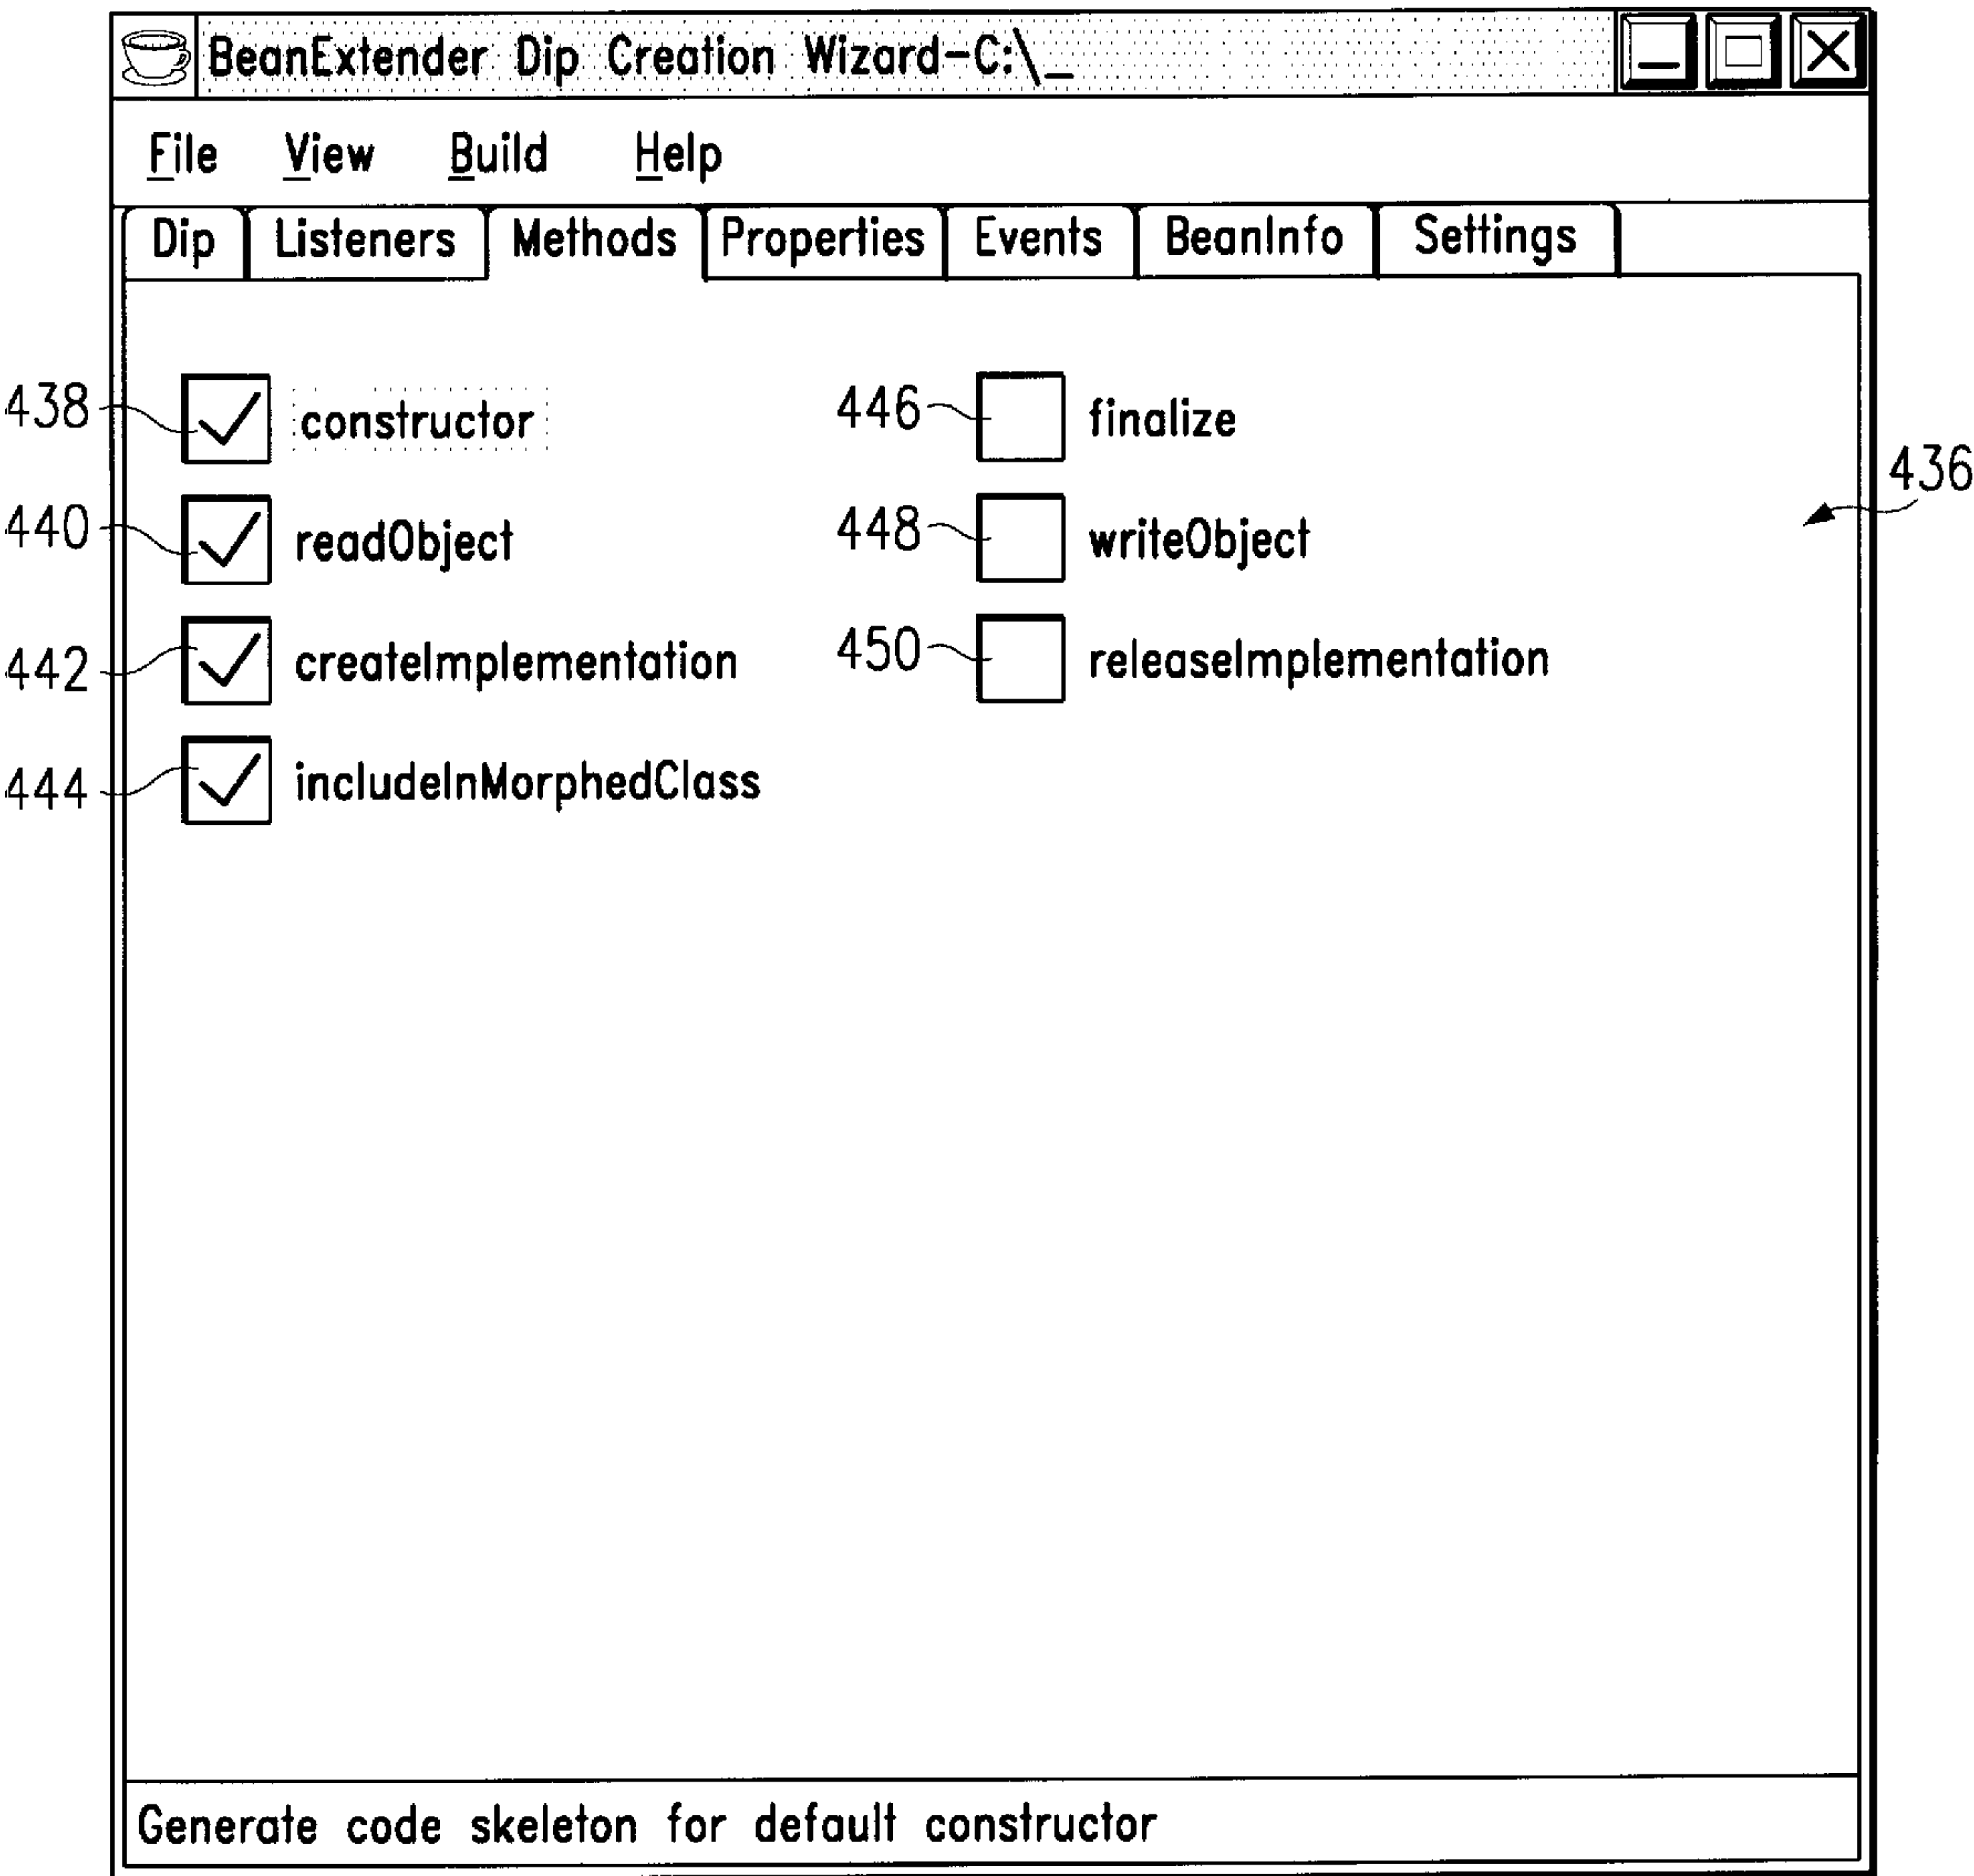 BeanExtender Dip Creation Wizard-C:\_
File View Build Help
Dip Listeners Methods Properties Events BeanInfo Settings
438 constructor 446 finalize
436
440 readObject 448 writeObject
442 createImplementation 450 releaseImplementation
444 includeInMorphedClass
Generate code skeleton for default constructor